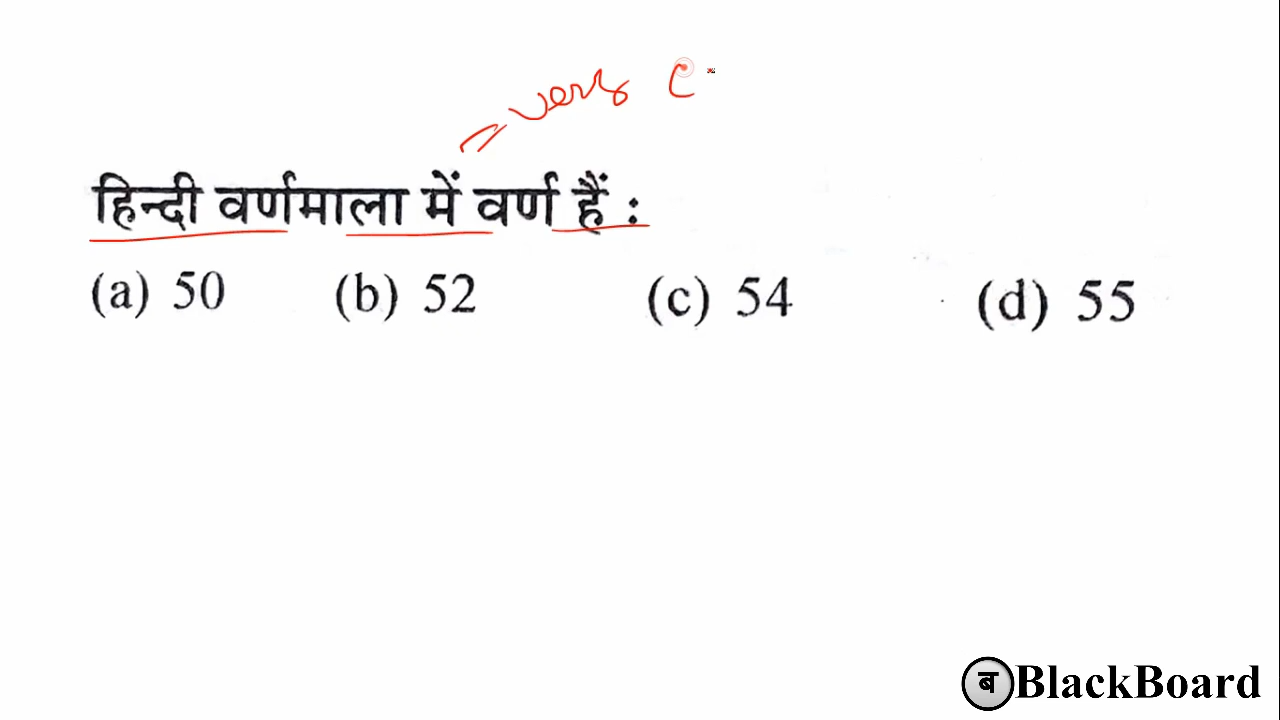 हिन्दी वर्णमाला में वर्ण हैं :
(a) 50 (b) 52 (c) 54 (d) 55
ब BlackBoard